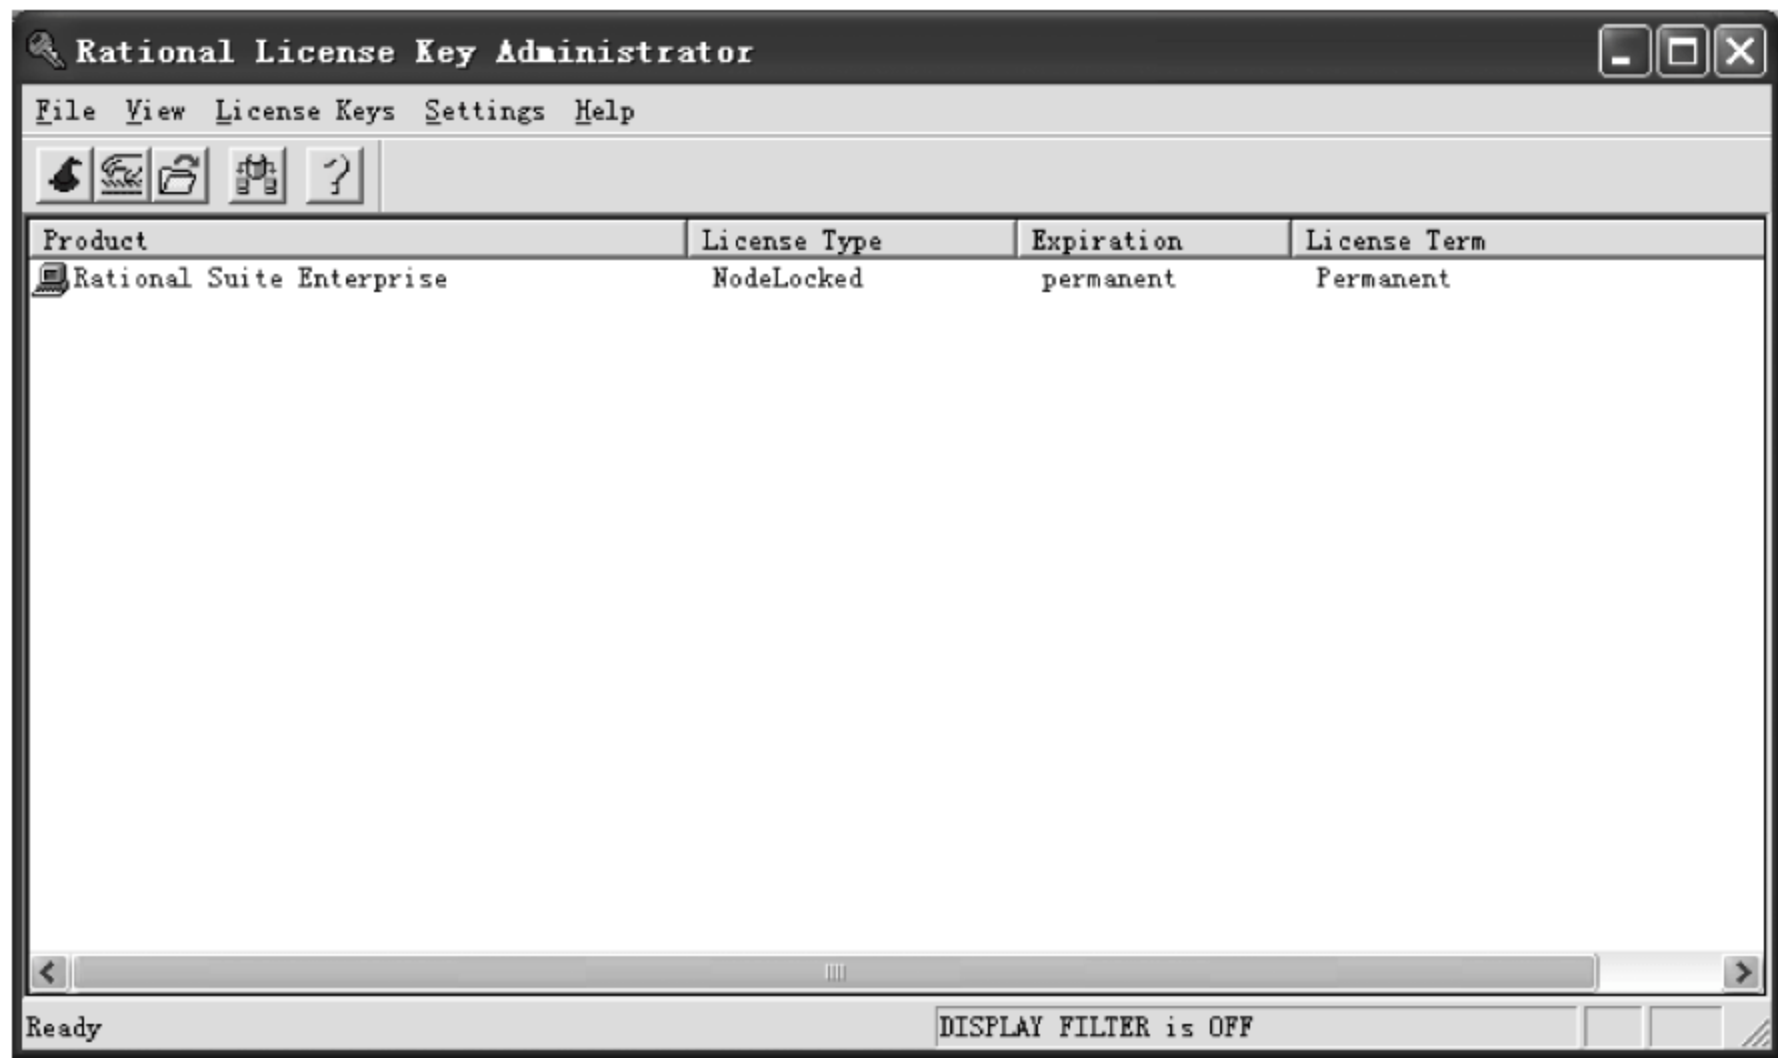 Rational License Key Administrator
File View License Keys Settings Help
Product License Type Expiration License Term
Rational Suite Enterprise NodeLocked permanent Permanent
Ready DISPLAY FILTER is OFF